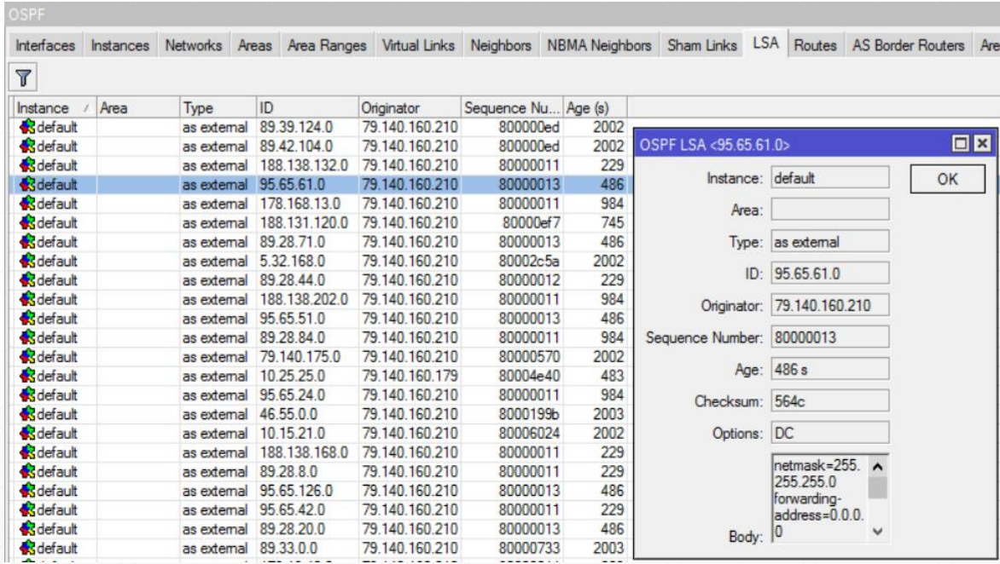 OSPF
Interfaces Instances Networks Areas Area Ranges Virtual Links Neighbors NBMA Neighbors Sham Links LSA Routes AS Border Routers Are
Instance Area Type ID Originator Sequence Nu... Age (s)
default as external 89.39.124.0 79.140.160.210 800000ed 2002
default as external 89.42.104.0 79.140.160.210 800000ed 2002
default as external 188.138.132.0 79.140.160.210 80000011 229
default as external 95.65.61.0 79.140.160.210 80000013 486
default as external 178.168.13.0 79.140.160.210 80000011 984
default as external 188.131.120.0 79.140.160.210 80000ef7 745
default as external 89.28.71.0 79.140.160.210 80000013 486
default as external 5.32.168.0 79.140.160.210 80002c5a 2002
default as external 89.28.44.0 79.140.160.210 80000012 229
default as external 188.138.202.0 79.140.160.210 80000011 984
default as external 95.65.51.0 79.140.160.210 80000013 486
default as external 89.28.84.0 79.140.160.210 80000011 984
default as external 79.140.175.0 79.140.160.210 80000570 2002
default as external 10.25.25.0 79.140.160.179 80004e40 483
default as external 95.65.24.0 79.140.160.210 80000011 984
default as external 46.55.0.0 79.140.160.210 8000199b 2003
default as external 10.15.21.0 79.140.160.210 80006024 2002
default as external 188.138.168.0 79.140.160.210 80000011 229
default as external 89.28.8.0 79.140.160.210 80000011 229
default as external 95.65.126.0 79.140.160.210 80000013 486
default as external 95.65.42.0 79.140.160.210 80000011 229
default as external 89.28.20.0 79.140.160.210 80000013 486
default as external 89.33.0.0 79.140.160.210 80000733 2003
OSPF LSA <95.65.61.0>
Instance: default OK
Area:
Type: as external
ID: 95.65.61.0
Originator: 79.140.160.210
Sequence Number: 80000013
Age: 486 s
Checksum: 564c
Options: DC
netmask=255.
255.255.0
forwarding-
address=0.0.0.
Body: 0